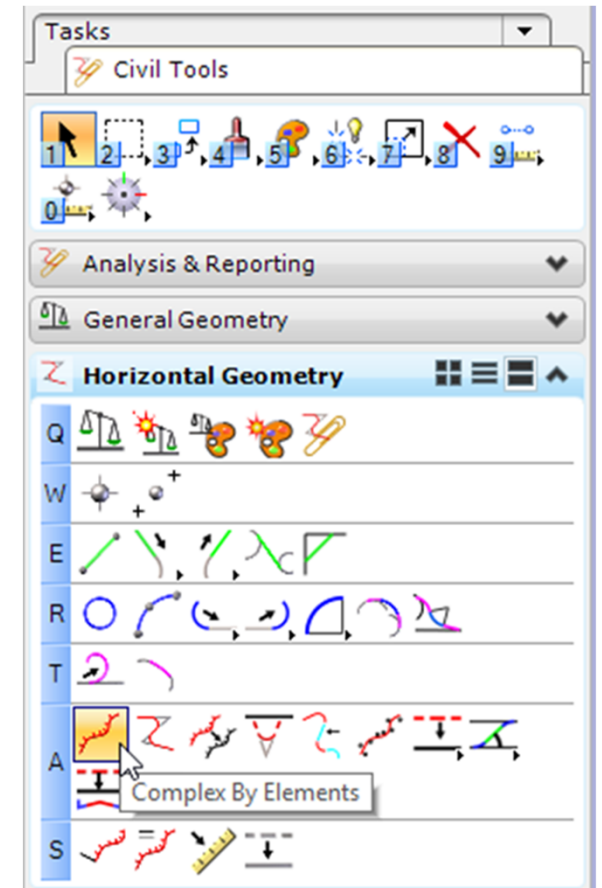 Tasks
Civil Tools
1 2 3 4 5 6 7 8 9
0
Analysis & Reporting
General Geometry
Horizontal Geometry
Q
W
E
R
T
A
Complex By Elements
S